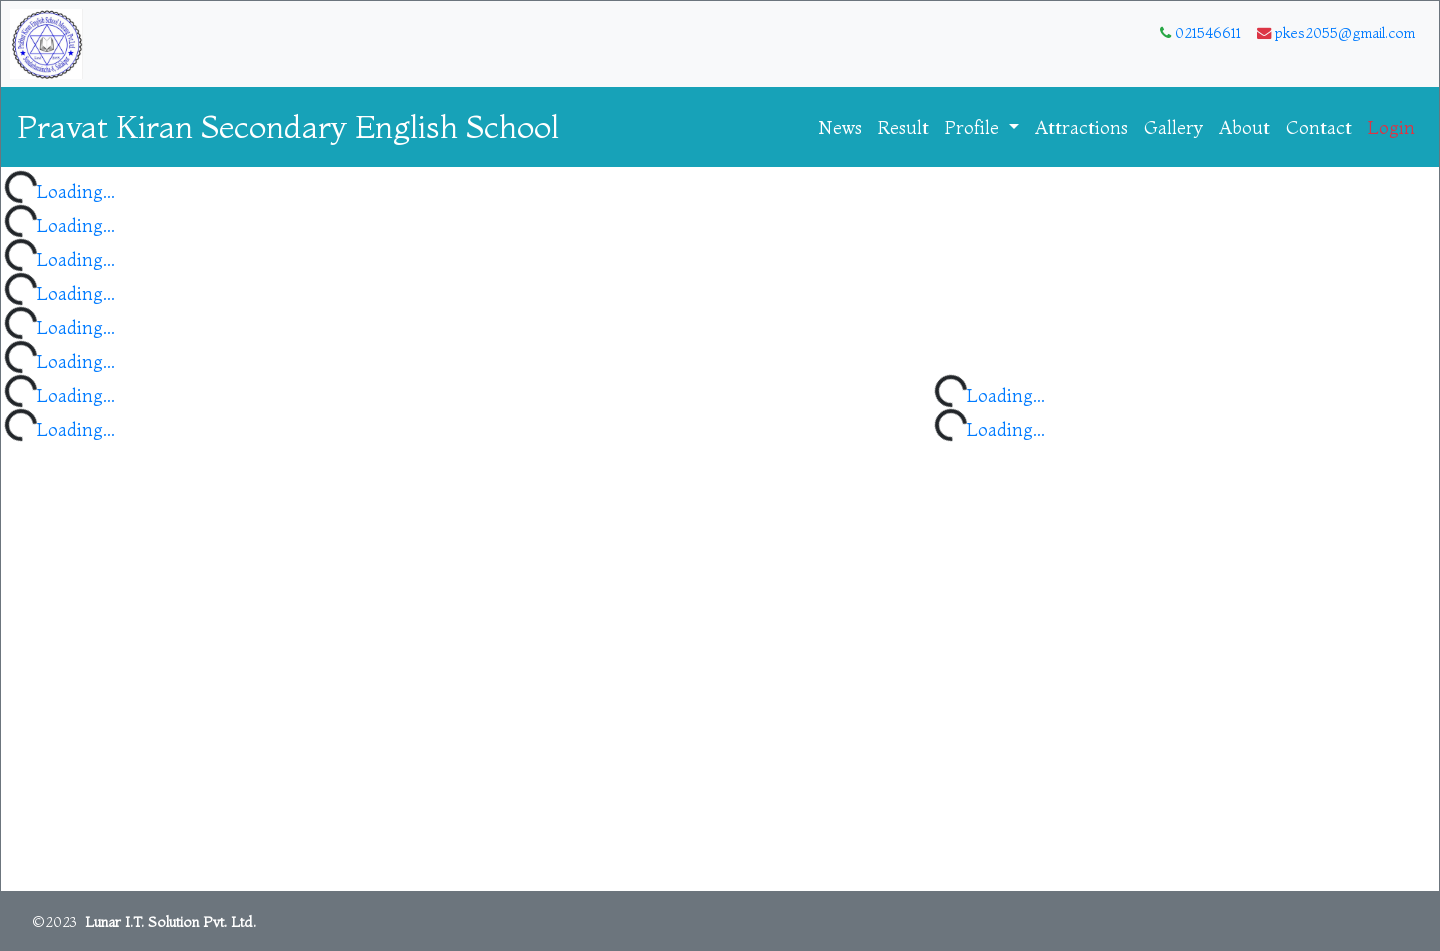 021546611 pkes2055@gmail.com
Pravat Kiran Secondary English School
News Result Profile Attractions Gallery About Contact Login
Loading...
Loading...
Loading...
Loading...
Loading...
Loading...
Loading... Loading...
Loading... Loading...
©2023 Lunar I.T. Solution Pvt. Ltd.